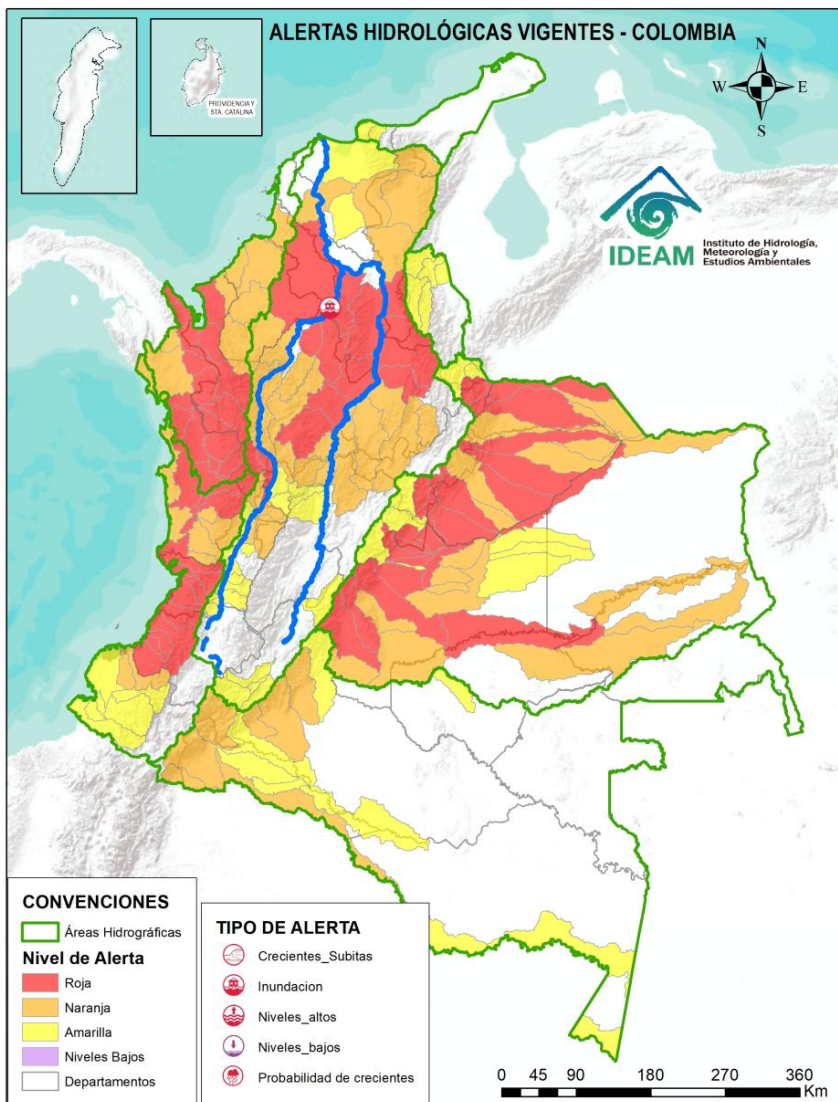 ALERTAS HIDROLÓGICAS VIGENTES - COLOMBIA
N
W
E
S
PROVIDENCIA Y
STA. CATALINA
IDEAM
Instituto de Hidrología,
Meteorología y
Estudios Ambientales
CONVENCIONES
Áreas Hidrográficas
Nivel de Alerta
Roja
Naranja
Amarilla
Niveles Bajos
Departamentos
TIPO DE ALERTA
Crecientes_Subitas
Inundacion
Niveles_altos
Niveles_bajos
Probabilidad de crecientes
0 45 90 180 270 360
Km